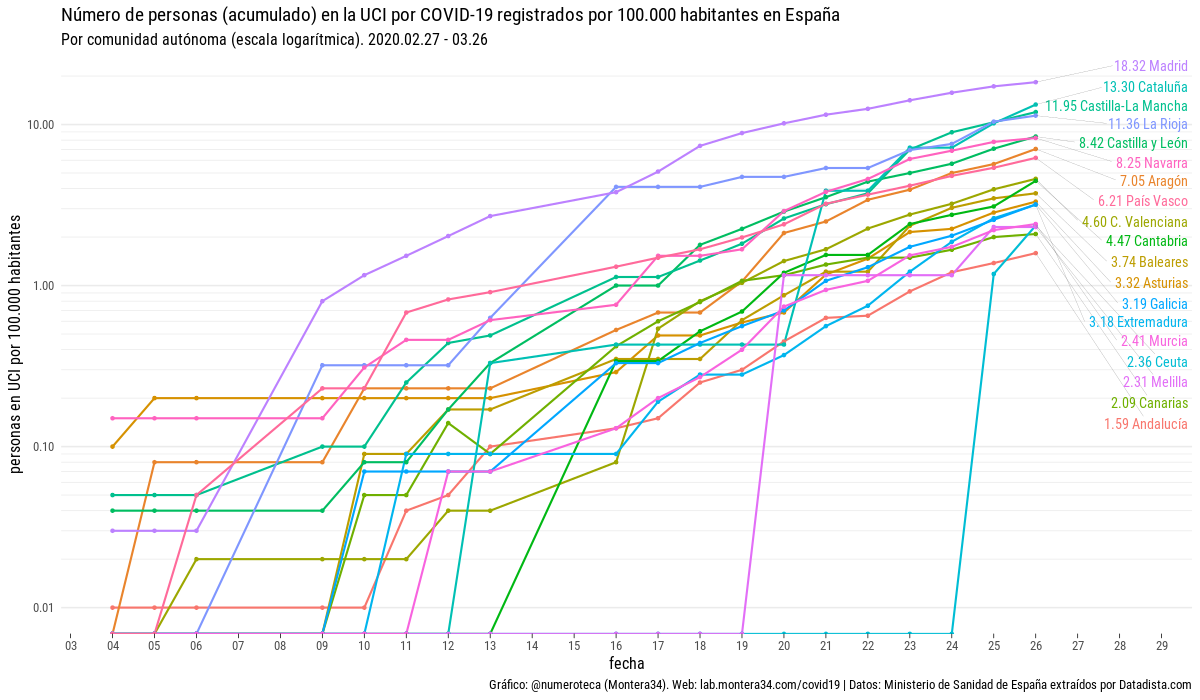 Número de personas (acumulado) en la UCI por COVID-19 registrados por 100.000 habitantes en España
Por comunidad autónoma (escala logarítmica). 2020.02.27 - 03.26
personas en UCI por 100.000 habitantes
10.00
1.00
0.10
0.01
18.32 Madrid
13.30 Cataluña
11.95 Castilla-La Mancha
11.36 La Rioja
8.42 Castilla y León
8.25 Navarra
7.05 Aragón
6.21 País Vasco
4.60 C. Valenciana
4.47 Cantabria
3.74 Baleares
3.32 Asturias
3.19 Galicia
3.18 Extremadura
2.41 Murcia
2.36 Ceuta
2.31 Melilla
2.09 Canarias
1.59 Andalucía
03 04 05 06 07 08 09 10 11 12 13 14 15 16 17 18 19 20 21 22 23 24 25 26 27 28 29
fecha
Gráfico: @numeroteca (Montera34). Web: lab.montera34.com/covid19 | Datos: Ministerio de Sanidad de España extraídos por Datadista.com